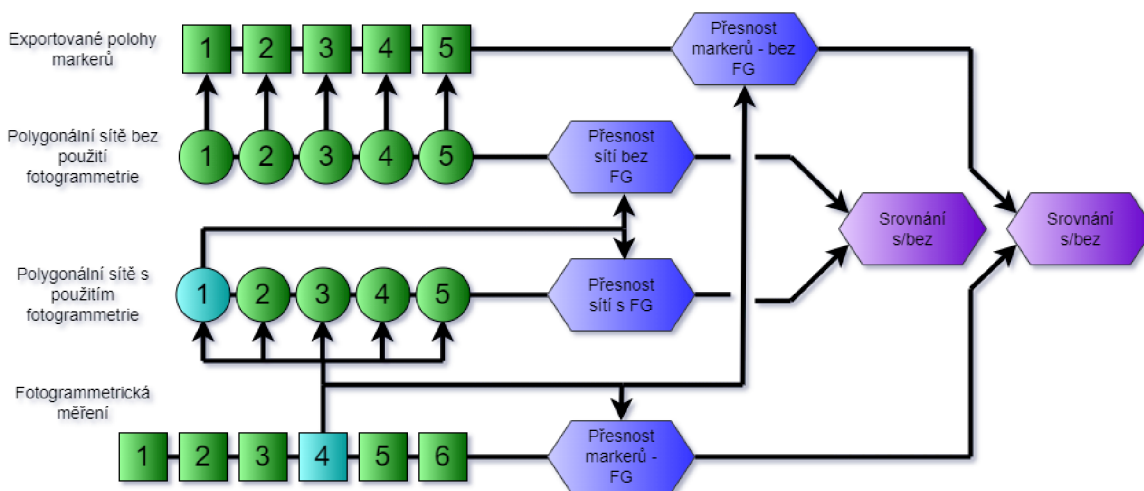 Exportované polohy
markerů
1 2 3 4 5
Přesnost
markerů - bez
FG
Polygonální sítě bez
použití
fotogrammetrie
1 2 3 4 5
Přesnost
sítí bez
FG
Srovnání
s/bez
Srovnání
s/bez
Polygonální sítě s
použitím
fotogrammetrie
1 2 3 4 5
Přesnost
sítí s FG
Fotogrammetrická
měření
1 2 3 4 5 6
Přesnost
markerů -
FG